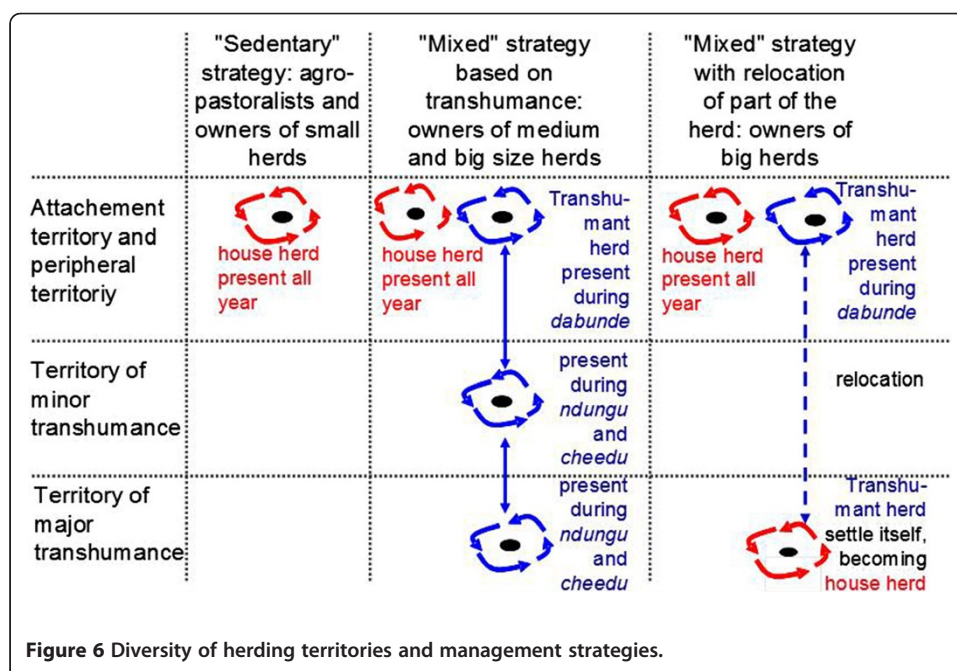 "Sedentary"
strategy: agro-
pastoralists and
owners of small
herds
"Mixed" strategy
based on
transhumance:
owners of medium
and big size herds
"Mixed" strategy
with relocation
of part of the
herd: owners of
big herds
Attachement
territory and
peripheral
territoriy
house herd
present all
year
house herd
present all
year
Transhu-
mant
herd
present
during
dabunde
house herd
present all
year
Transhu-
mant
herd
present
during
dabunde
Territory of
minor
transhumance
present
during
ndungu
and
cheedu
relocation
Territory of
major
transhumance
present
during
ndungu
and
cheedu
Transhu-
mant herd
settle itself,
becoming
house herd
Figure 6 Diversity of herding territories and management strategies.